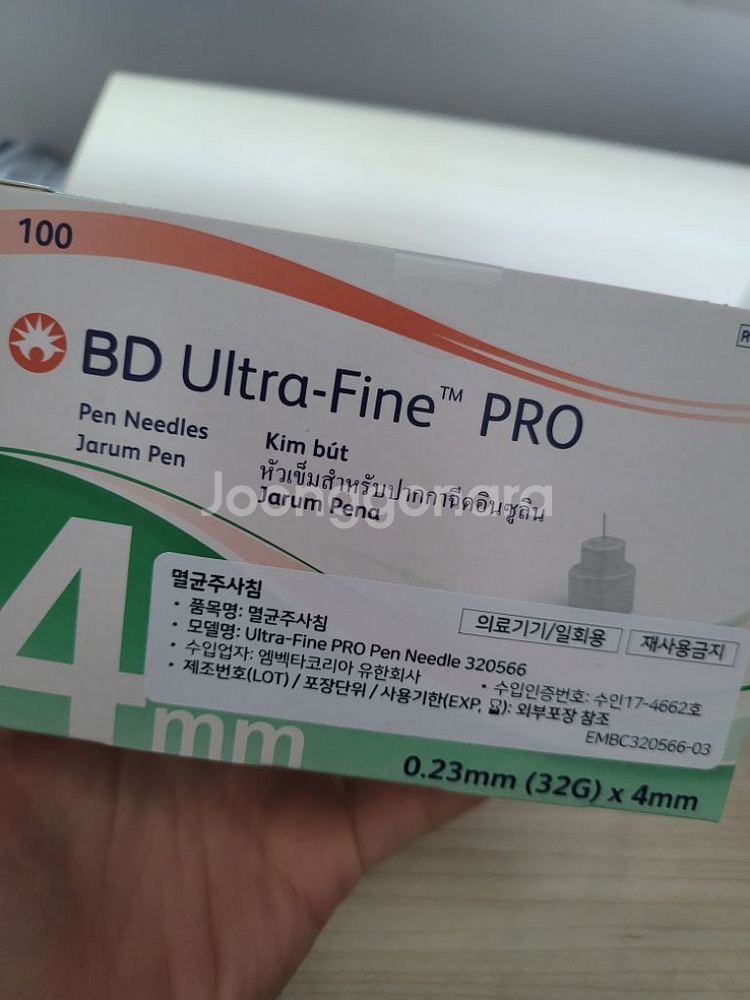 100
BD Ultra-Fine™ PRO
Pen Needles
Jarum Pen
Kim bút
หัวเข็มสำหรับปากกาฉีดอินซูลิน
Jarum Pena
Joonggonara
4mm
멸균주사침
• 품목명: 멸균주사침
• 모델명: Ultra-Fine PRO Pen Needle 320566
• 수입업자: 엠벡타코리아 유한회사
• 수입인증번호: 수인17-4662호
• 제조번호(LOT) / 포장단위 / 사용기한(EXP, ): 외부포장 참조
의료기기/일회용
재사용금지
EMBC320566-03
0.23mm (32G) x 4mm